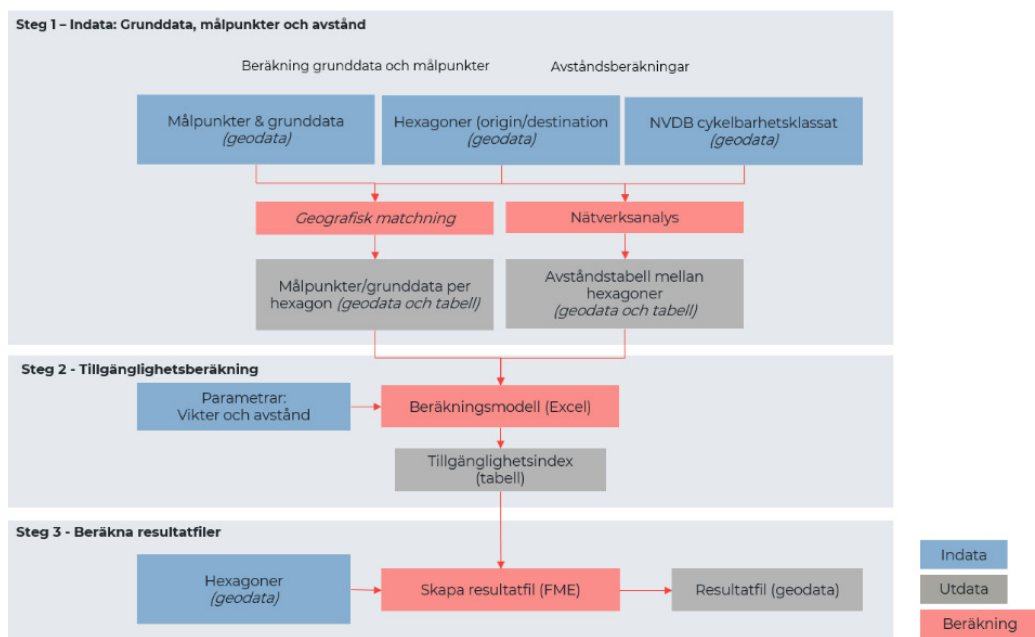 Steg 1 – Indata: Grunddata, målpunkter och avstånd
Beräkning grunddata och målpunkter
Avståndsberäkningar
Målpunkter & grunddata
(geodata)
Hexagoner (origin/destination
(geodata)
NVDB cykelbarhetsklassat
(geodata)
Geografisk matchning
Nätverksanalys
Målpunkter/grunddata per
hexagon (geodata och tabell)
Avståndstabell mellan
hexagoner
(geodata och tabell)
Steg 2 - Tillgänglighetsberäkning
Parametrar:
Vikter och avstånd
Beräkningsmodell (Excel)
Tillgänglighetsindex
(tabell)
Steg 3 - Beräkna resultatfiler
Hexagoner
(geodata)
Skapa resultatfil (FME)
Resultatfil (geodata)
Indata
Utdata
Beräkning